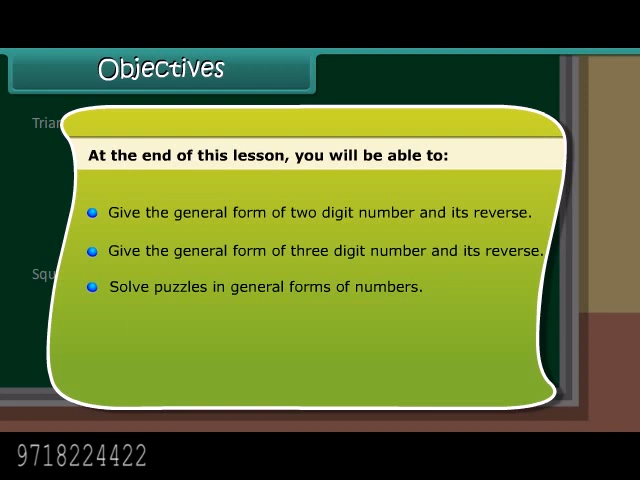 Objectives
Trian
At the end of this lesson, you will be able to:
Give the general form of two digit number and its reverse.
Give the general form of three digit number and its reverse.
Squ
Solve puzzles in general forms of numbers.
9718224422